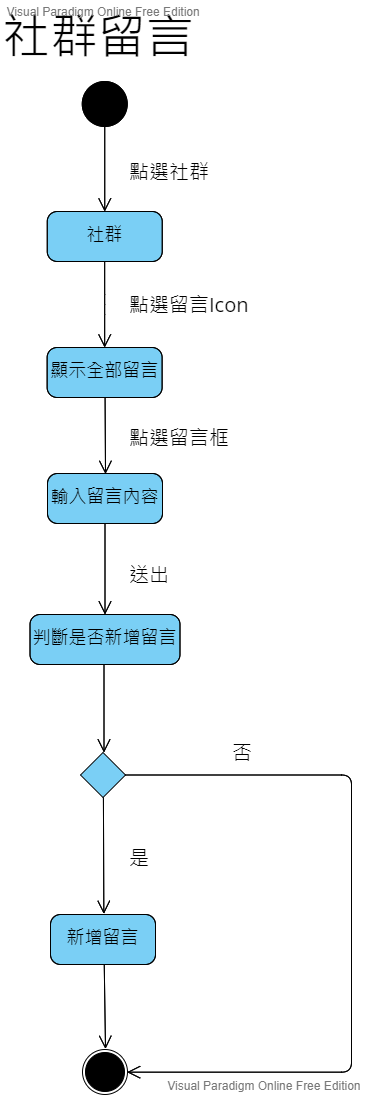 Visual Paradigm Online Free Edition
社群留言
點選社群
社群
點選留言Icon
顯示全部留言
點選留言框
輸入留言內容
送出
判斷是否新增留言
否
是
新增留言
Visual Paradigm Online Free Edition